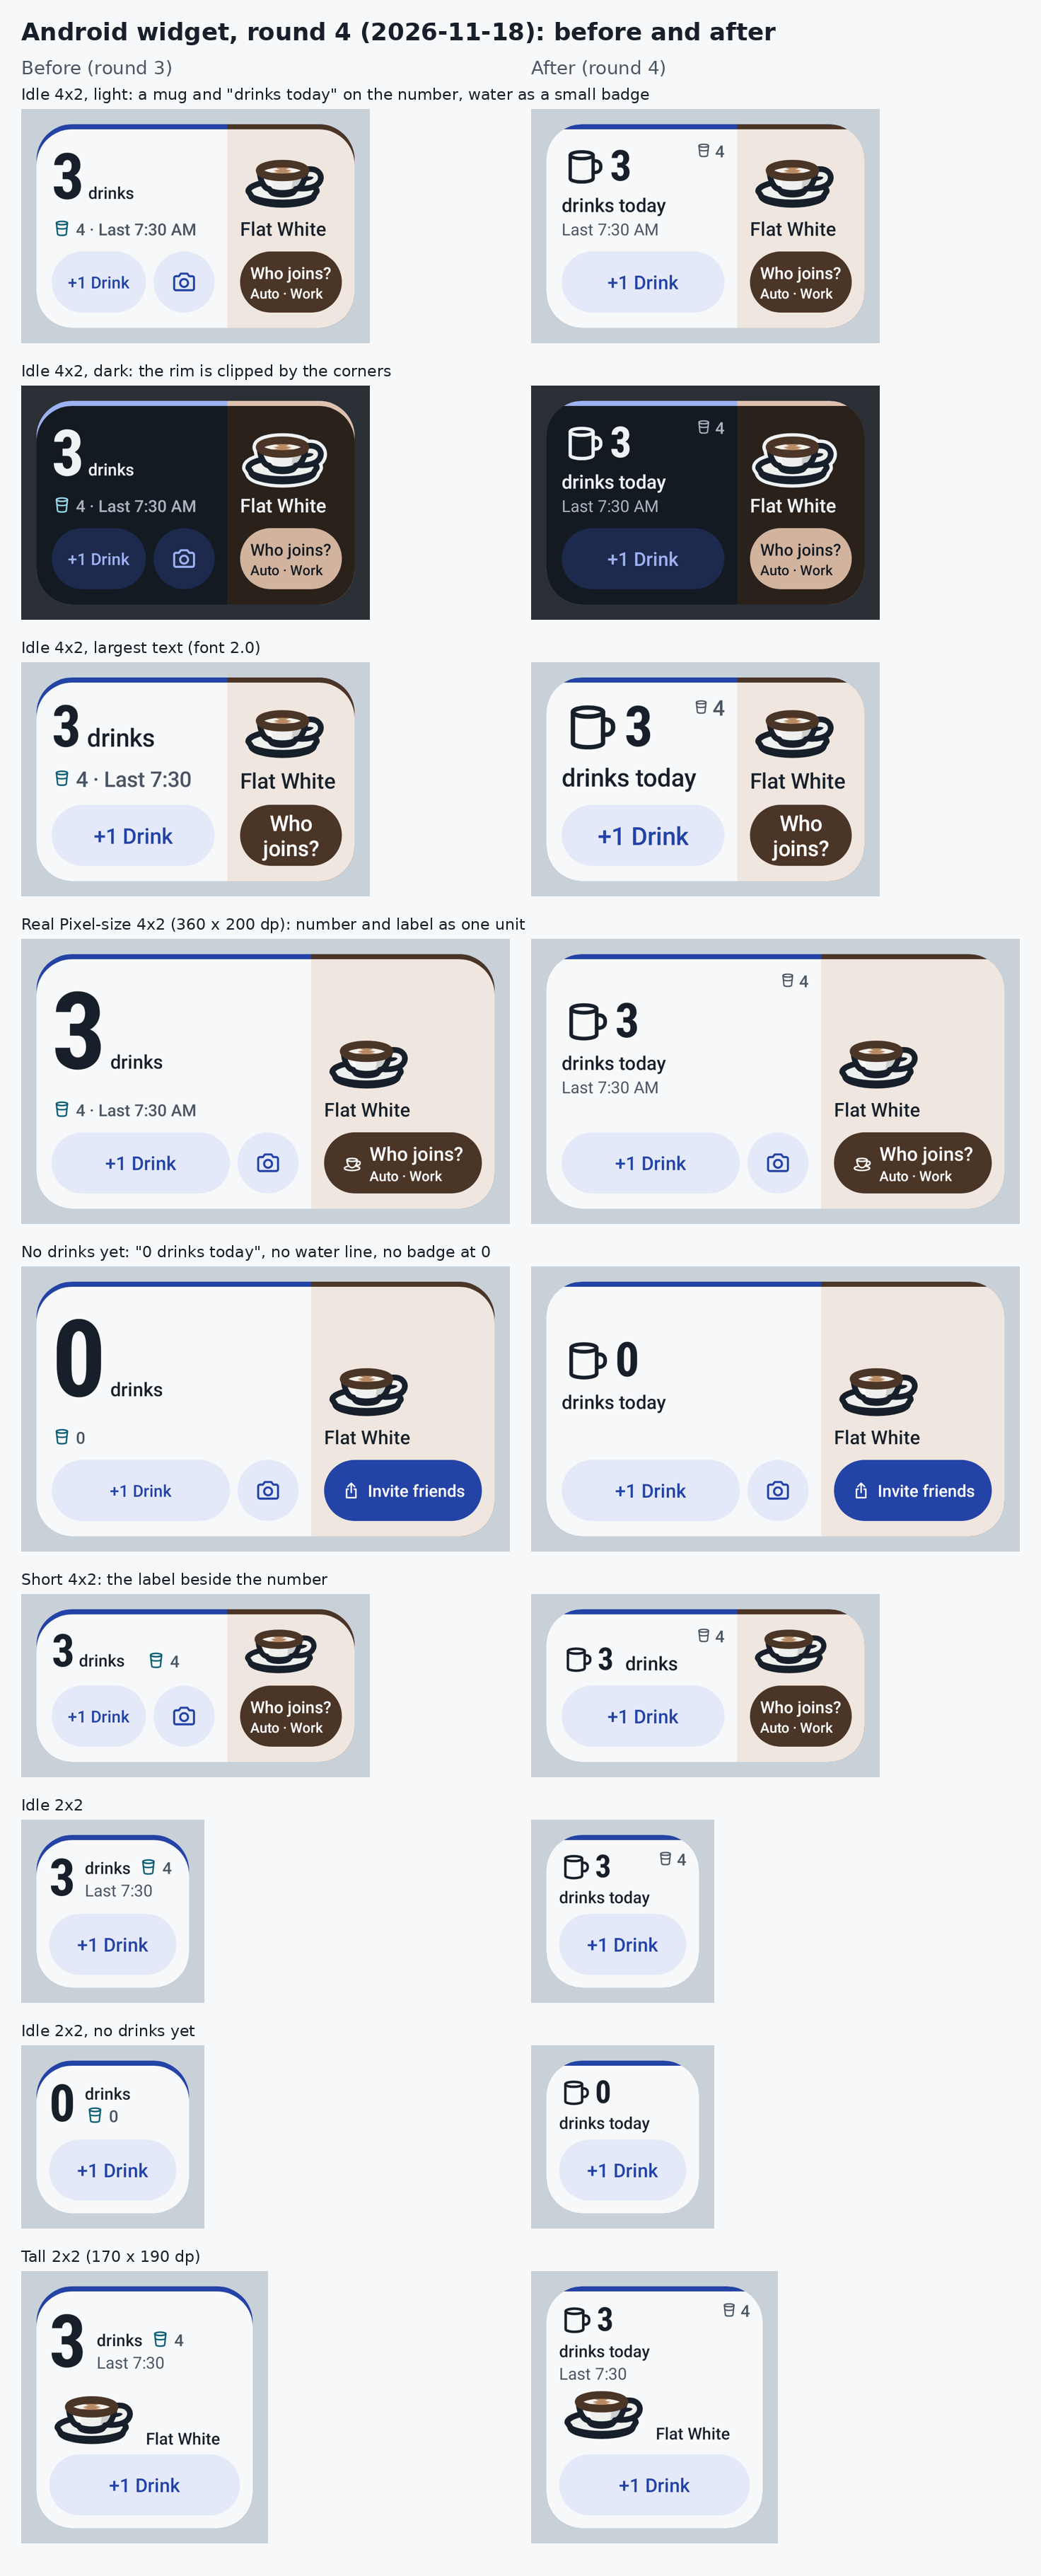 Android widget, round 4 (2026-11-18): before and after
Before (round 3)
After (round 4)
Idle 4x2, light: a mug and "drinks today" on the number, water as a small badge
3 drinks
4 · Last 7:30 AM
+1 Drink
Flat White
Who joins?
Auto · Work
3
4
drinks today
Last 7:30 AM
+1 Drink
Flat White
Who joins?
Auto · Work
Idle 4x2, dark: the rim is clipped by the corners
3 drinks
4 · Last 7:30 AM
+1 Drink
Flat White
Who joins?
Auto · Work
3
4
drinks today
Last 7:30 AM
+1 Drink
Flat White
Who joins?
Auto · Work
Idle 4x2, largest text (font 2.0)
3 drinks
4 · Last 7:30
+1 Drink
Flat White
Who
joins?
3
4
drinks today
+1 Drink
Flat White
Who
joins?
Real Pixel-size 4x2 (360 x 200 dp): number and label as one unit
3 drinks
4 · Last 7:30 AM
+1 Drink
Flat White
Who joins?
Auto · Work
3
4
drinks today
Last 7:30 AM
+1 Drink
Flat White
Who joins?
Auto · Work
No drinks yet: "0 drinks today", no water line, no badge at 0
0 drinks
0
+1 Drink
Flat White
Invite friends
0
drinks today
+1 Drink
Flat White
Invite friends
Short 4x2: the label beside the number
3 drinks 4
+1 Drink
Who joins?
Auto · Work
3 drinks
4
+1 Drink
Who joins?
Auto · Work
Idle 2x2
3 drinks 4
Last 7:30
+1 Drink
3
4
drinks today
+1 Drink
Idle 2x2, no drinks yet
0 drinks
0
+1 Drink
0
drinks today
+1 Drink
Tall 2x2 (170 x 190 dp)
3 drinks 4
Last 7:30
Flat White
+1 Drink
3
4
drinks today
Last 7:30
Flat White
+1 Drink